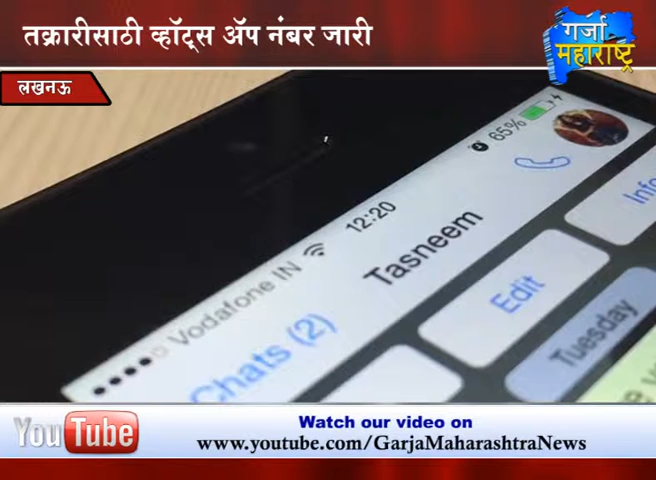 तक्रारीसाठी व्हॉट्स ॲप नंबर जारी
गर्जा
महाराष्ट्र
लखनऊ
65%
12:20
Vodafone IN
Tasneem
Chats (2)
Edit
Info
Tuesday
YouTube
Watch our video on
www.youtube.com/GarjaMaharashtraNews